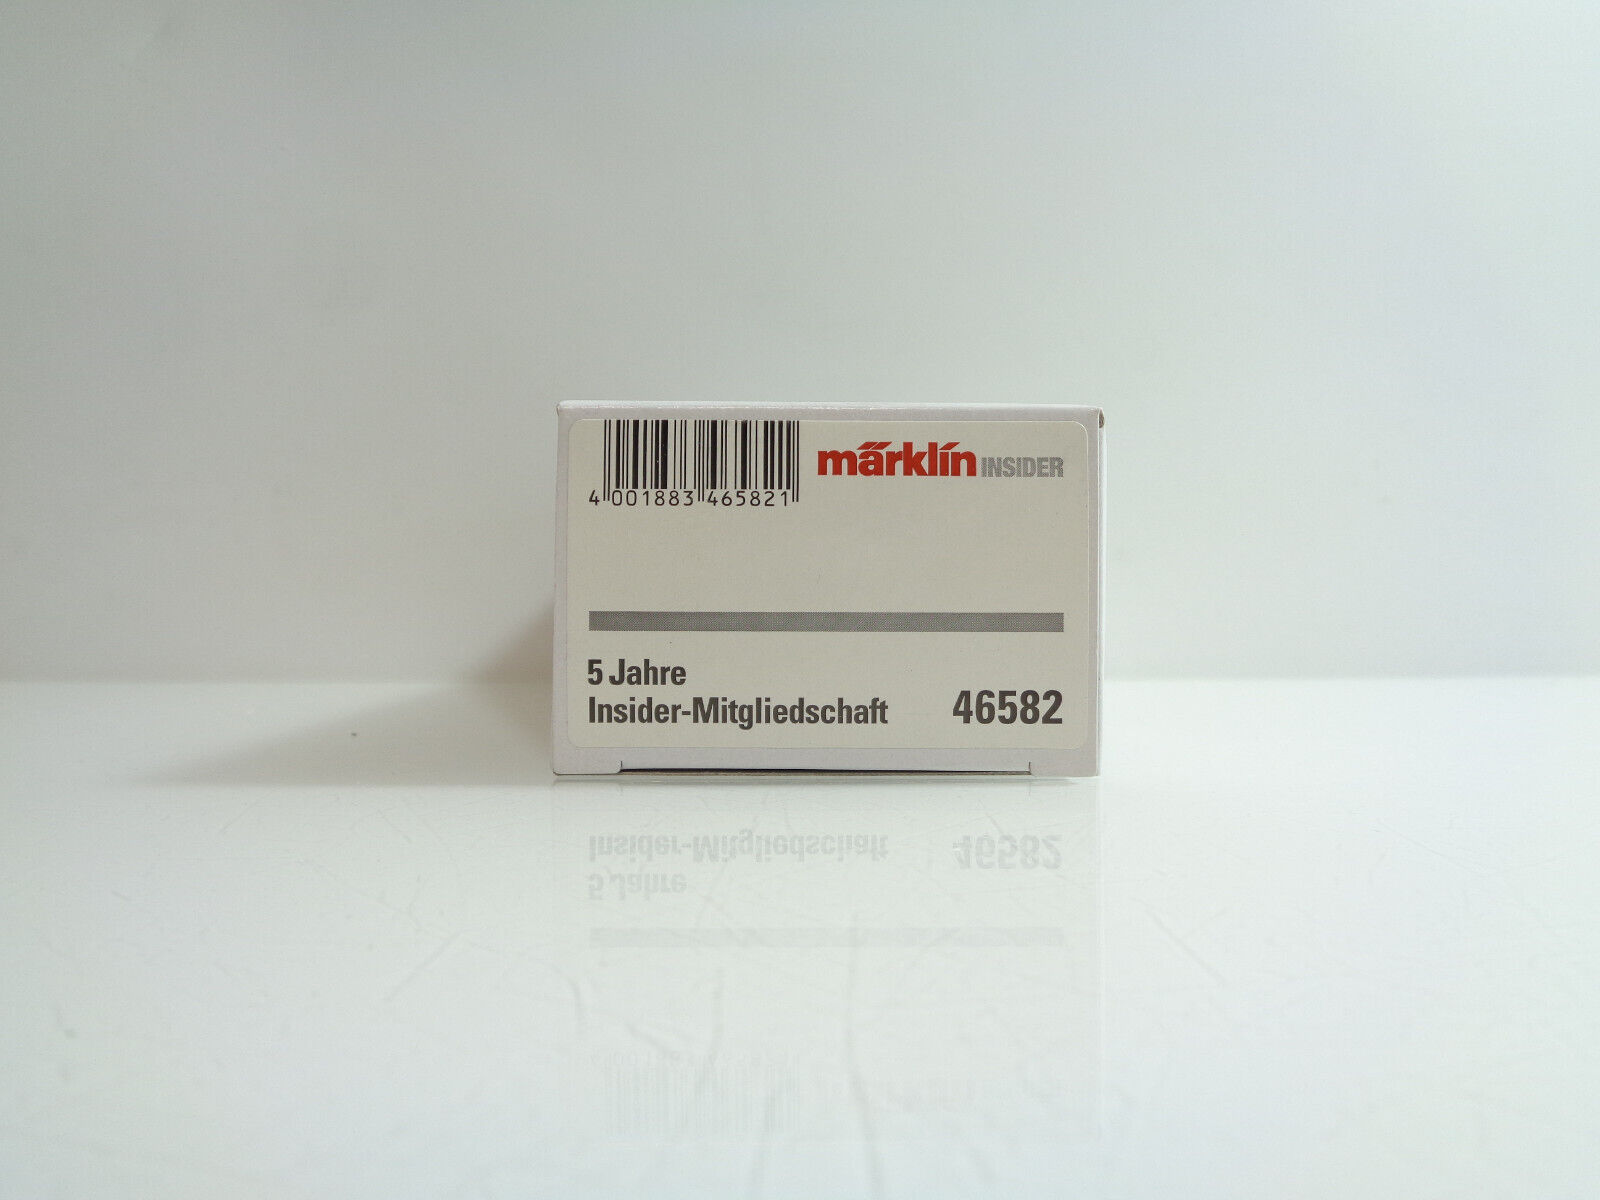 märklin INSIDER
4 001883 465821
5 Jahre
Insider-Mitgliedschaft 46582